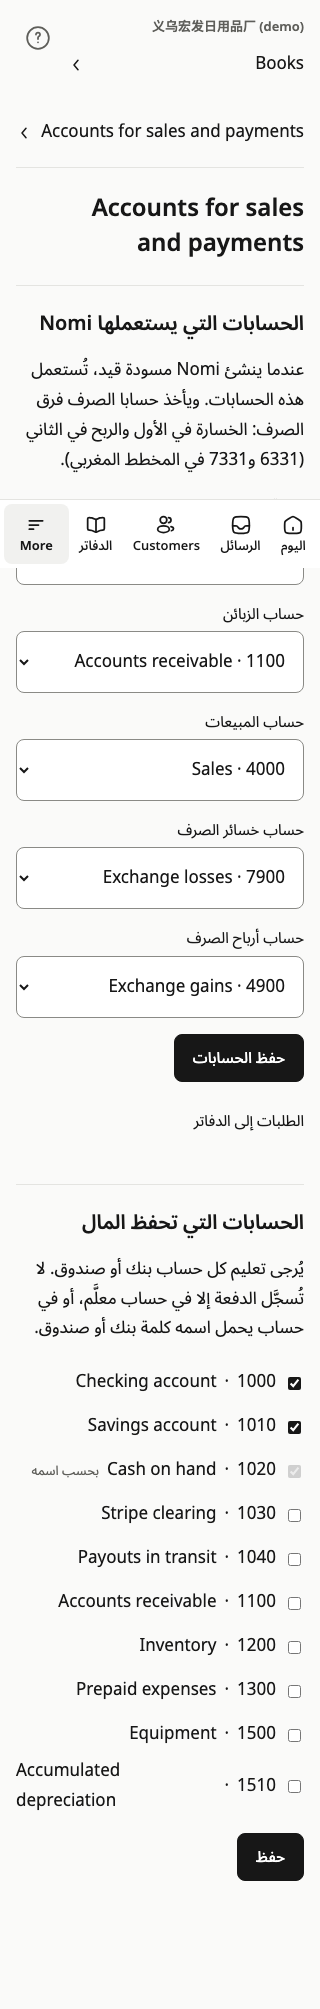 义乌宏发日用品厂 (demo)
Books
Accounts for sales and payments
Accounts for sales
and payments
الحسابات التي يستعملها Nomi
عندما ينشئ Nomi مسودة قيد، تُستعمل
هذه الحسابات. ويأخذ حسابا الصرف فرق
الصرف: الخسارة في الأول والربح في الثاني
(6331 و7331 في المخطط المغربي).
اليوم
الرسائل
Customers
الدفاتر
More
حساب الزبائن
1100 · Accounts receivable
حساب المبيعات
4000 · Sales
حساب خسائر الصرف
7900 · Exchange losses
حساب أرباح الصرف
4900 · Exchange gains
حفظ الحسابات
الطلبات إلى الدفاتر
الحسابات التي تحفظ المال
يُرجى تعليم كل حساب بنك أو صندوق. لا
تُسجَّل الدفعة إلا في حساب معلَّم، أو في
حساب يحمل اسمه كلمة بنك أو صندوق.
1000 · Checking account
1010 · Savings account
1020 · Cash on hand بحسب اسمه
1030 · Stripe clearing
1040 · Payouts in transit
1100 · Accounts receivable
1200 · Inventory
1300 · Prepaid expenses
1500 · Equipment
1510 · Accumulated
depreciation
حفظ